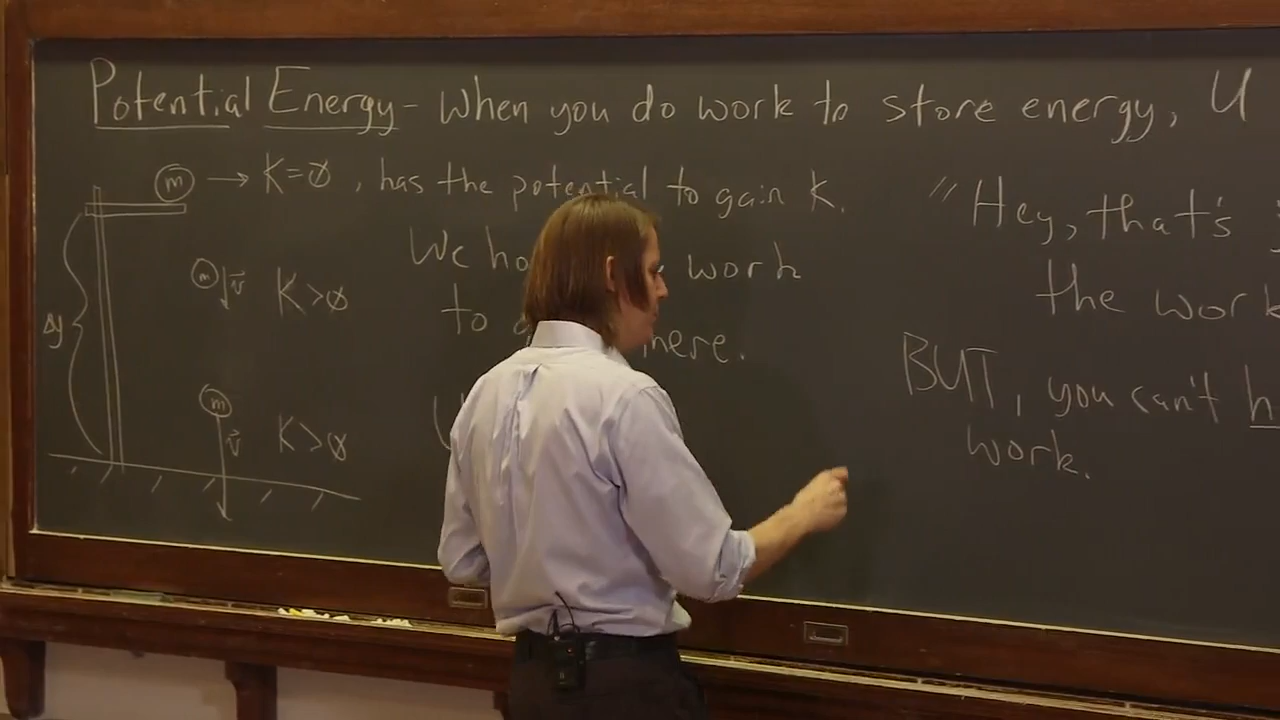 Potential Energy - When you do work to store energy, U
m → K=0, has the potential to gain K.
"Hey, that's
We work
the work
m v⃗ K>0
to here.
Δy
BUT, you can't
m v⃗ K>0
U
work.